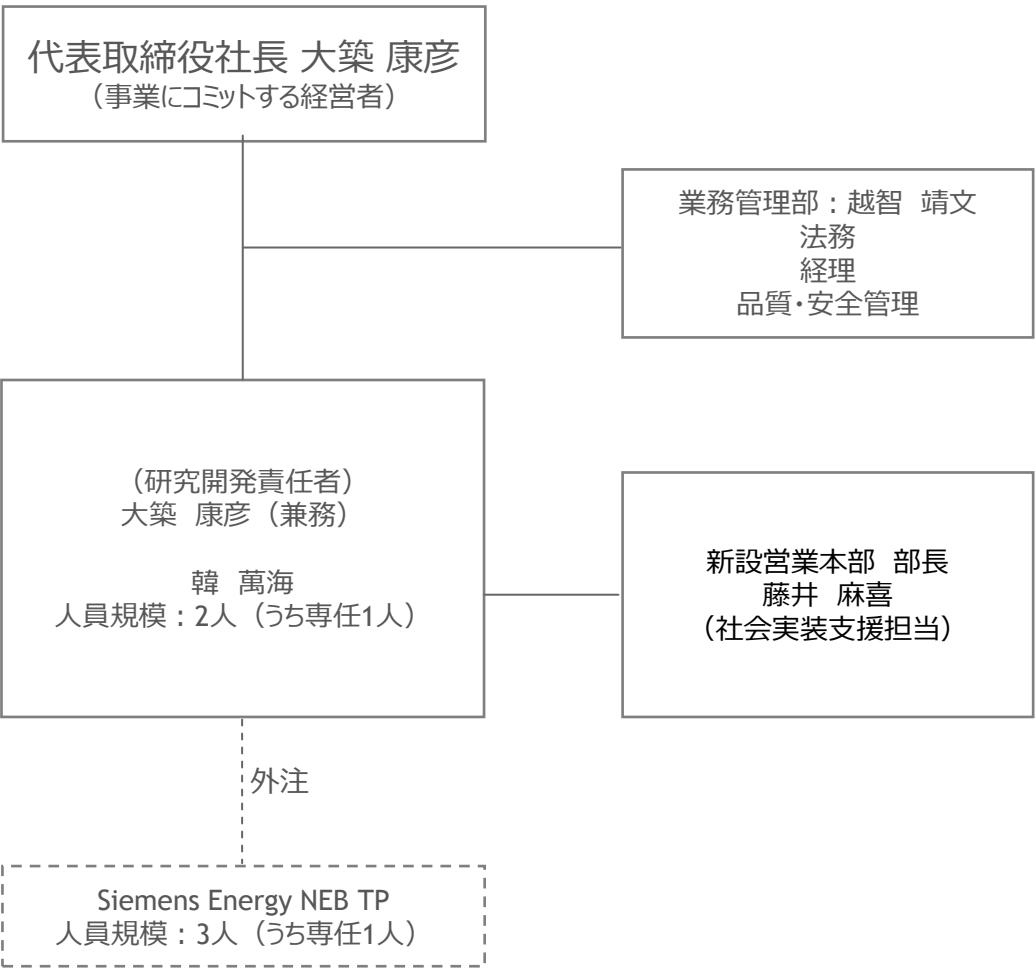 代表取締役社長 大築 康彦
（事業にコミットする経営者）
業務管理部：越智 靖文
法務
経理
品質・安全管理
（研究開発責任者）
大築 康彦（兼務）
韓 萬海
人員規模：2人（うち専任1人）
新設営業本部 部長
藤井 麻喜
（社会実装支援担当）
外注
Siemens Energy NEB TP
人員規模：3人（うち専任1人）